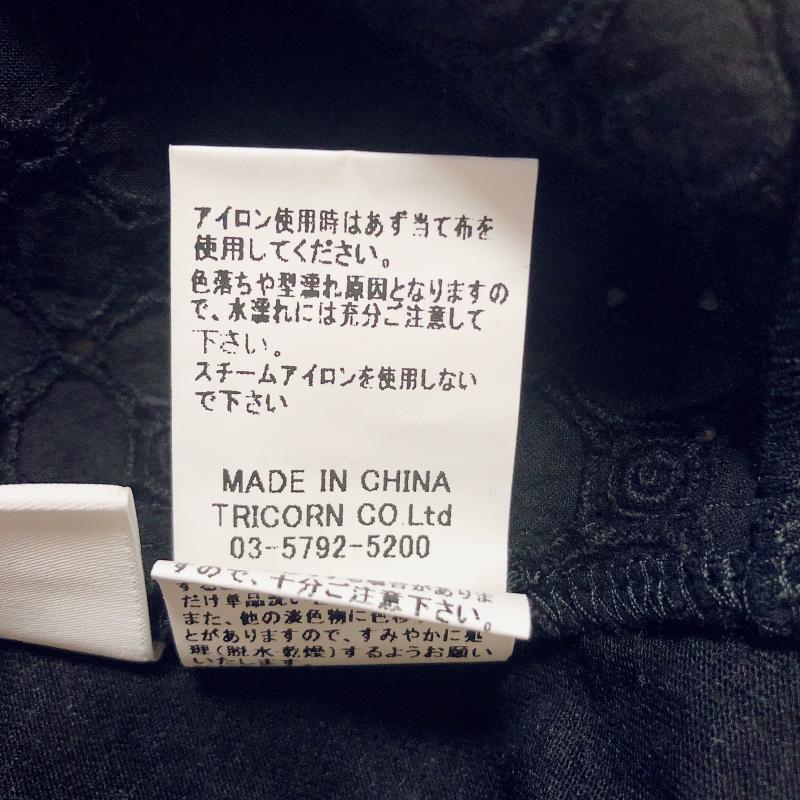 アイロン使用時はあず当て布を
使用してください。
色落ちや型濡れ原因となりますの
で、水濡れには充分ご注意して
下さい。
スチームアイロンを使用しない
で下さい
MADE IN CHINA
TRICORN CO.Ltd
03-5792-5200
すので、十分ご注意下さい。
だけ単品洗い
また、他の淡色物に色移
とがありますので、すみやかに処
理(脱水乾燥)するようお願い
いたします